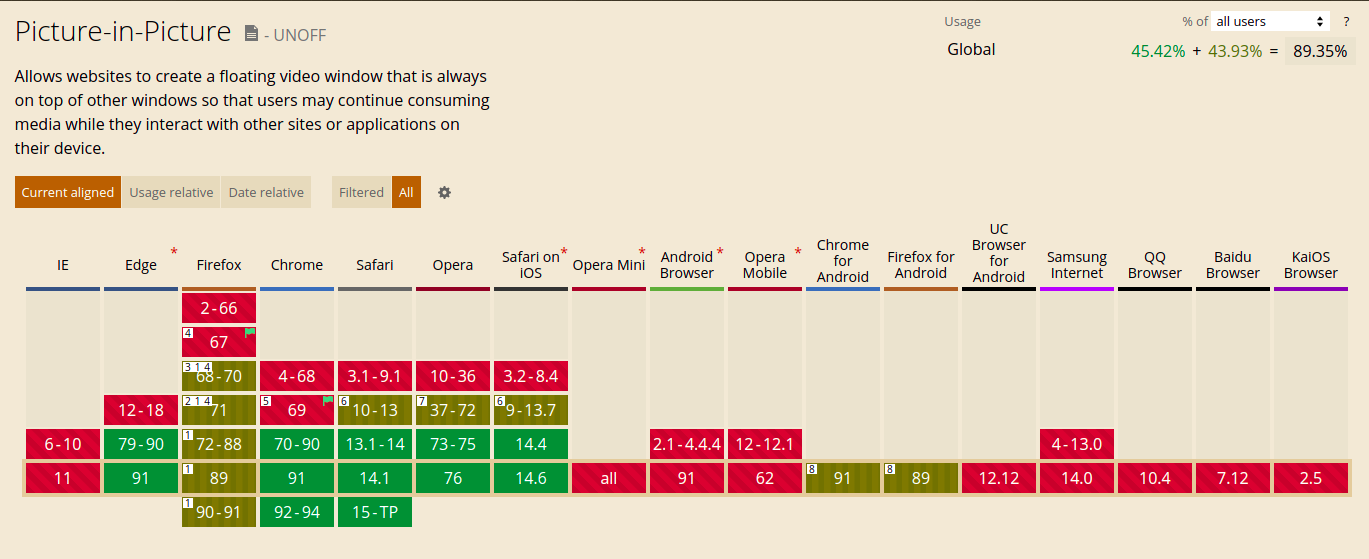 Picture-in-Picture - UNOFF
Usage % of all users ?
Global 45.42% + 43.93% = 89.35%
Allows websites to create a floating video window that is always
on top of other windows so that users may continue consuming
media while they interact with other sites or applications on
their device.
Current aligned Usage relative Date relative Filtered All
IE Edge * Firefox Chrome Safari Opera Safari on iOS * Opera Mini * Android Browser * Opera Mobile * Chrome for Android Firefox for Android UC Browser for Android Samsung Internet QQ Browser Baidu Browser KaiOS Browser
2-66
4 67
3 1 4 68-70 4-68 3.1-9.1 10-36 3.2-8.4
12-18 2 1 4 71 5 69 6 10-13 7 37-72 6 9-13.7
6-10 79-90 1 72-88 70-90 13.1-14 73-75 14.4 2.1-4.4.4 12-12.1 4-13.0
11 91 1 89 91 14.1 76 14.6 all 91 62 8 91 8 89 12.12 14.0 10.4 7.12 2.5
1 90-91 92-94 15-TP